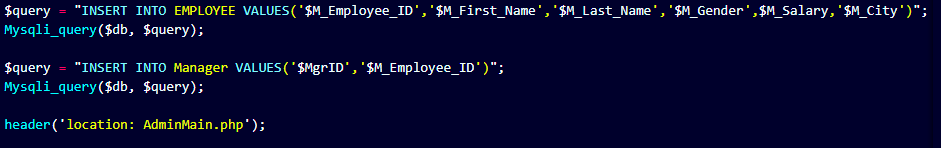 $query = "INSERT INTO EMPLOYEE VALUES('$M_Employee_ID','$M_First_Name','$M_Last_Name','$M_Gender',$M_Salary,'$M_City')";
Mysqli_query($db, $query);
$query = "INSERT INTO Manager VALUES('$MgrID','$M_Employee_ID')";
Mysqli_query($db, $query);
header('location: AdminMain.php');